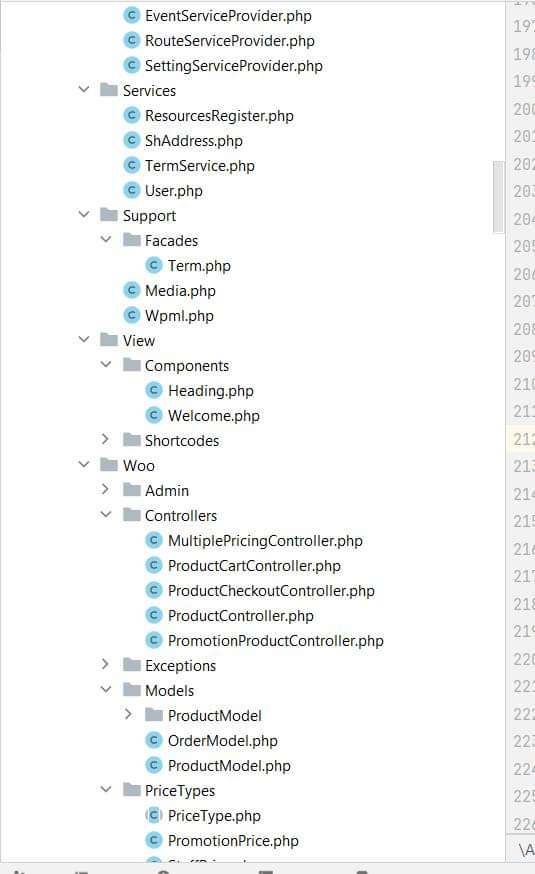 EventServiceProvider.php
RouteServiceProvider.php
SettingServiceProvider.php
Services
ResourcesRegister.php
ShAddress.php
TermService.php
User.php
Support
Facades
Term.php
Media.php
Wpml.php
View
Components
Heading.php
Welcome.php
Shortcodes
Woo
Admin
Controllers
MultiplePricingController.php
ProductCartController.php
ProductCheckoutController.php
ProductController.php
PromotionProductController.php
Exceptions
Models
ProductModel
OrderModel.php
ProductModel.php
PriceTypes
PriceType.php
PromotionPrice.php
197
198
199
200
201
202
203
204
205
206
207
208
209
210
211
212
213
214
215
216
217
218
219
220
221
222
223
224
225
226
\A